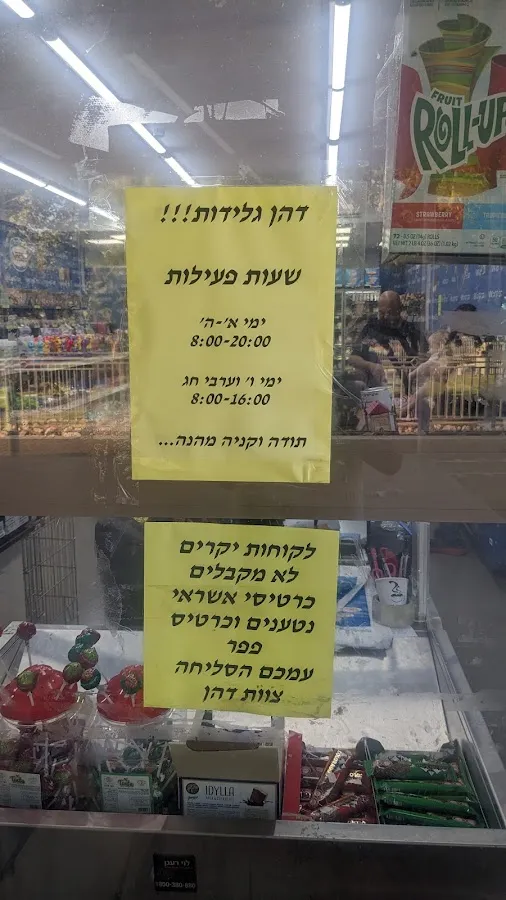 דהן גלידות!!!
שעות פעילות
ימי א'-ה'
8:00-20:00
ימי ו' וערבי חג
8:00-16:00
תודה וקניה מהנה...
לקוחות יקרים
לא מקבלים
כרטיסי אשראי
נטענים וכרטיס
פפר
עמכם הסליחה
צוות דהן
FRUIT
ROLL-UP
STRAWBERRY
IDYLLA